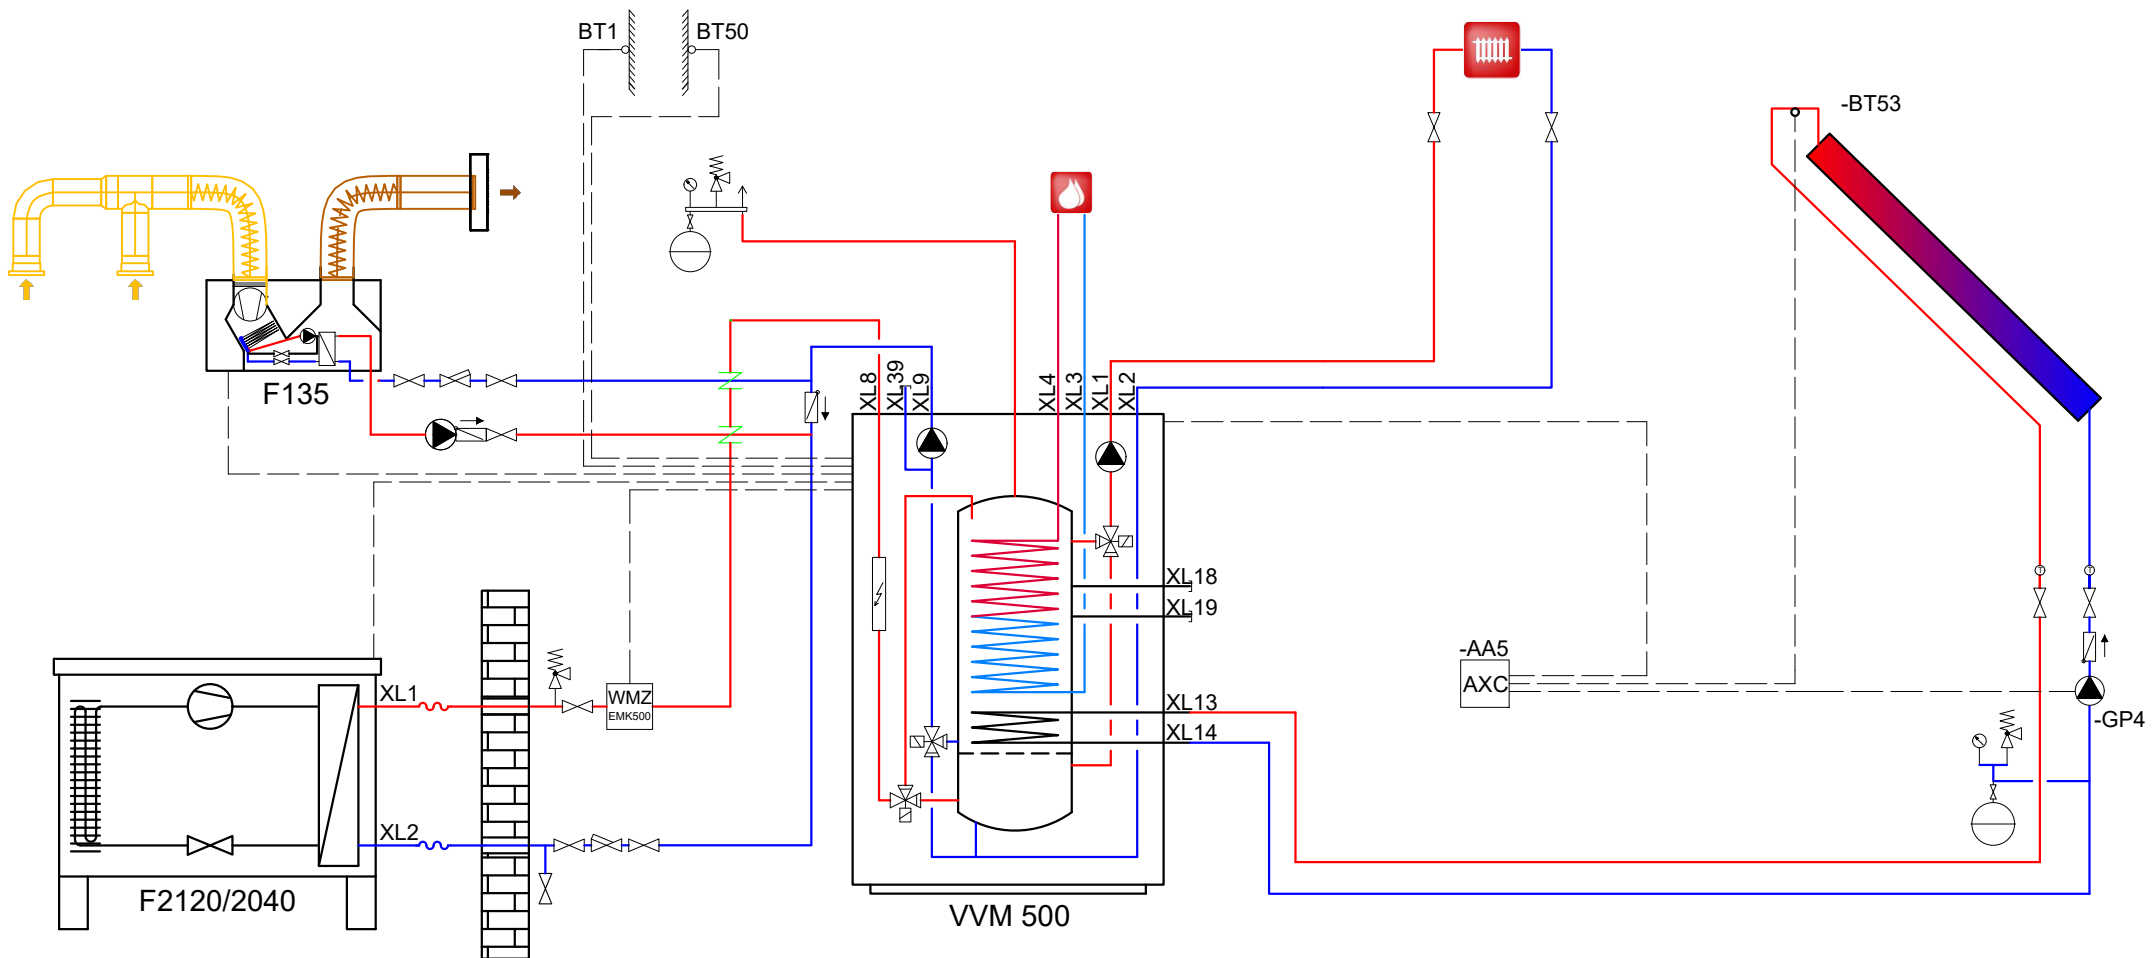 BT1
BT50
-BT53
F135
XL8
XL39
XL9
XL4
XL3
XL1
XL2
XL18
XL19
-AA5
AXC
XL1
WMZ
EMK500
XL13
XL14
-GP4
XL2
F2120/2040
VVM 500